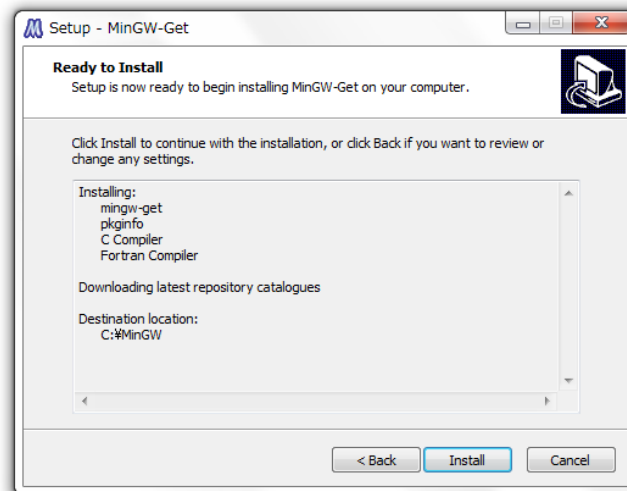 Setup - MinGW-Get
Ready to Install
Setup is now ready to begin installing MinGW-Get on your computer.
Click Install to continue with the installation, or click Back if you want to review or
change any settings.
Installing:
mingw-get
pkginfo
C Compiler
Fortran Compiler
Downloading latest repository catalogues
Destination location:
C:¥MinGW
< Back
Install
Cancel